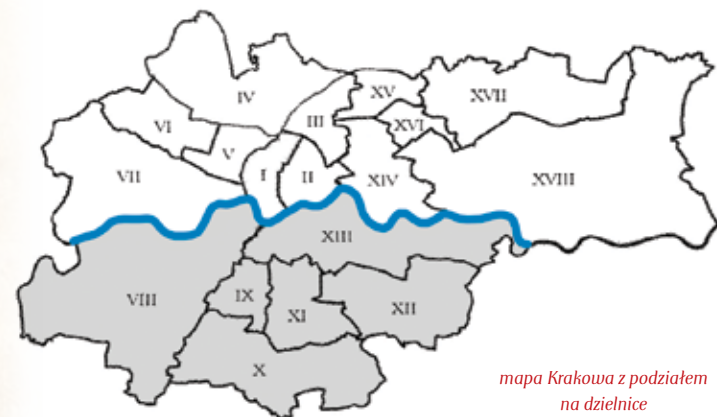 IV
XV
XVII
III
VI
XVI
V
VII
I
II
XIV
XVIII
XIII
VIII
IX
XI
XII
X
mapa Krakowa z podziałem
na dzielnice